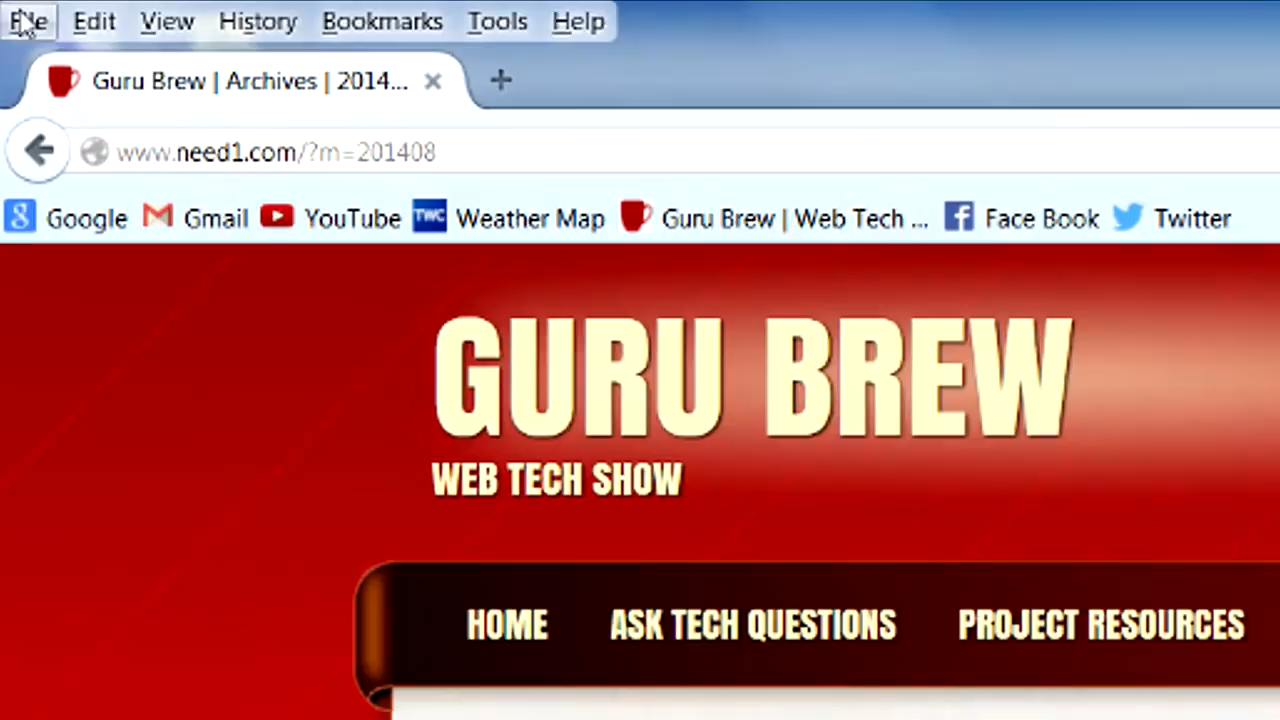 File Edit View History Bookmarks Tools Help
Guru Brew | Archives | 2014...
www.need1.com/?m=201408
Google Gmail YouTube TWC Weather Map Guru Brew | Web Tech ... Face Book Twitter
GURU BREW
WEB TECH SHOW
HOME ASK TECH QUESTIONS PROJECT RESOURCES